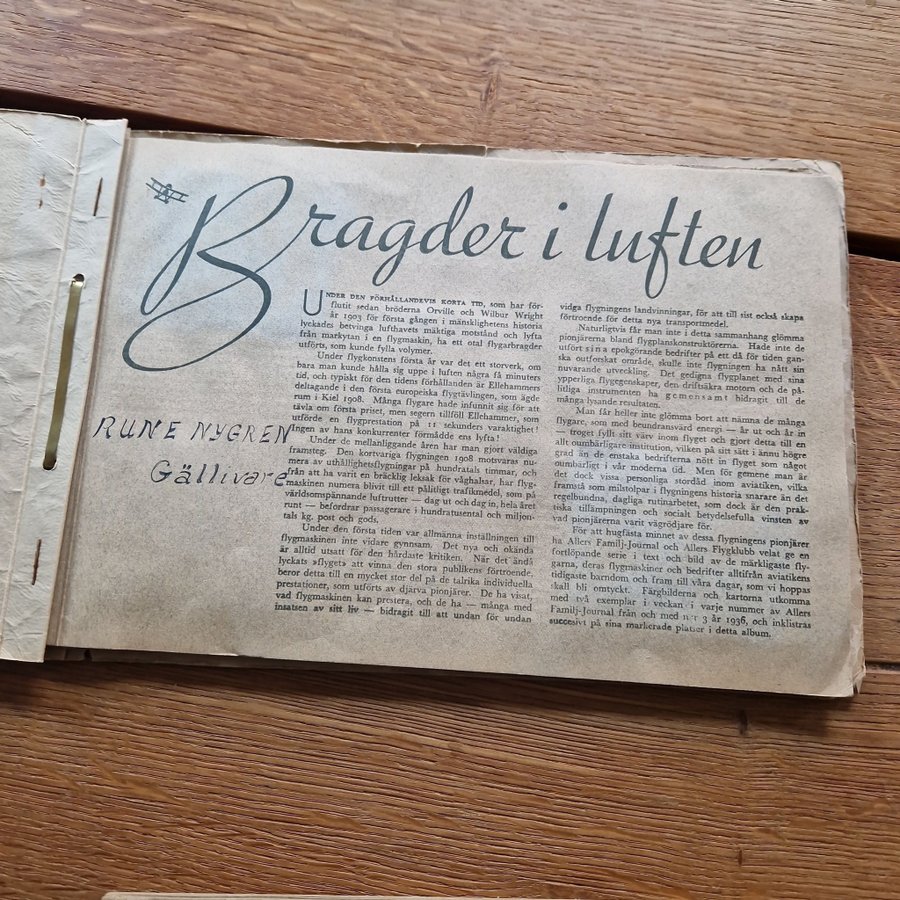 Bragder i luften
UNDER DEN FÖRHÅLLANDEVIS KORTA TID, som har för-
flutit sedan bröderna Orville och Wilbur Wright
år 1903 för första gången i mänsklighetens historia
lyckades betvinga lufthavets mäktiga motstånd och lyfta
från markytan i en flygmaskin, ha ett otal flygarbragder
utförts, som kunde fylla volymer.
Under flygkonstens första år var det ett storverk, om
bara man kunde hålla sig uppe i luften några få minuters
tid, och typiskt för den tidens förhållanden är Ellehammers
deltagande i den första europeiska flygtävlingen, som ägde
rum i Kiel 1908. Många flygare hade infunnit sig för att
tävla om första priset, men segern tillföll Ellehammer, som
utförde en flygprestation på 11 sekunders varaktighet!
Ingen av hans konkurrenter förmådde ens lyfta!
Under de mellanliggande åren har man gjort väldiga
framsteg. Den kortvariga flygningen 1908 motsvaras nu-
mera av uthållighetsflygningar på hundratals timmar, och
från att ha varit en bräcklig leksak för våghalsar, har flyg-
maskinen numera blivit till ett pålitligt trafikmedel, som på
världsomspännande luftrutter — dag ut och dag in, hela året
runt — befordrar passagerare i hundratusental och miljon-
tals kg. post och gods.
Under den första tiden var allmänna inställningen till
flygmaskinen inte vidare gynnsam. Det nya och okända
är alltid utsatt för den hårdaste kritiken. När det ändå
lyckats »flyget» att vinna den stora publikens förtroende,
beror detta till en mycket stor del på de talrika individuella
prestationer, som utförts av djärva pionjärer. De ha visat,
vad flygmaskinen kan prestera, och de ha — många med
insatsen av sitt liv — bidragit till att undan för undan
vidga flygningens landvinningar, för att till sist också skapa
förtroende för detta nya transportmedel.
Naturligtvis får man inte i detta sammanhang glömma
pionjärerna bland flygplanskonstruktörerna. Hade inte de
utfört sina epokgörande bedrifter på ett då för tiden gan-
ska outforskat område, skulle inte flygningen ha nått sin
nuvarande utveckling. Det gedigna flygplanet med sina
ypperliga flygegenskaper, den driftsäkra motorn och de på-
litliga instrumenten ha gemensamt bidragit till de
många lysande resultaten.
Man får heller inte glömma bort att nämna de många
flygare, som med beundransvärd energi — år ut och år in
— troget fyllt sitt värv inom flyget och gjort detta till en
allt oumbärligare institution, vilken på sitt sätt i ännu högre
grad än de enstaka bedrifterna nött in flyget som något
oumbärligt i vår moderna tid. Men för gemene man är
det dock vissa personliga stordåd inom aviatiken, vilka
framstå som milstolpar i flygningens historia snarare än det
regelbundna, dagliga rutinarbetet, som dock är den prak-
tiska tillämpningen och socialt betydelsefulla vinsten av
vad pionjärerna varit vägrödjare för.
För att hugfästa minnet av dessa flygningens pionjärer
ha Allers Familj-Journal och Allers Flygklubb velat ge en
fortlöpande serie i text och bild av de märkligaste fly-
garna, deras flygmaskiner och bedrifter alltifrån aviatikens
tidigaste barndom och fram till våra dagar, som vi hoppas
skall bli omtyckt. Färgbilderna och kartorna utkomma
med två exemplar i veckan i varje nummer av Allers
Familj-Journal från och med n:r 3 år 1936, och inklistras
succesivt på sina markerade platser i detta album.
RUNE NYGREN
Gällivare